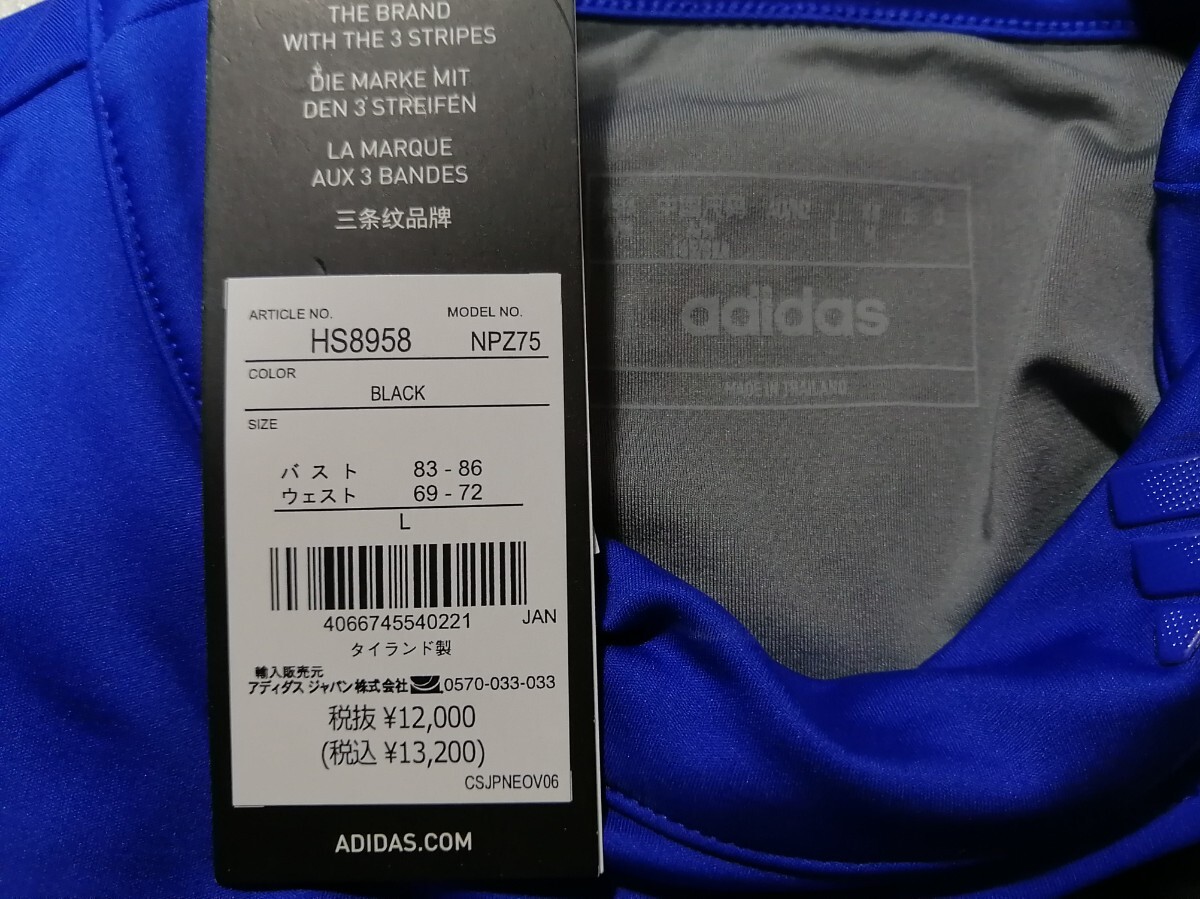 THE BRAND
WITH THE 3 STRIPES
DIE MARKE MIT
DEN 3 STREIFEN
LA MARQUE
AUX 3 BANDES
三条纹品牌
ARTICLE NO.
MODEL NO.
HS8958
NPZ75
COLOR
BLACK
SIZE
バスト 83 - 86
ウェスト 69 - 72
L
4066745540221 JAN
タイランド製
輸入販売元
アディダス ジャパン株式会社 0570-033-033
税抜 ¥12,000
(税込 ¥13,200)
CSJPNEOV06
ADIDAS.COM
adidas
MADE IN THAILAND